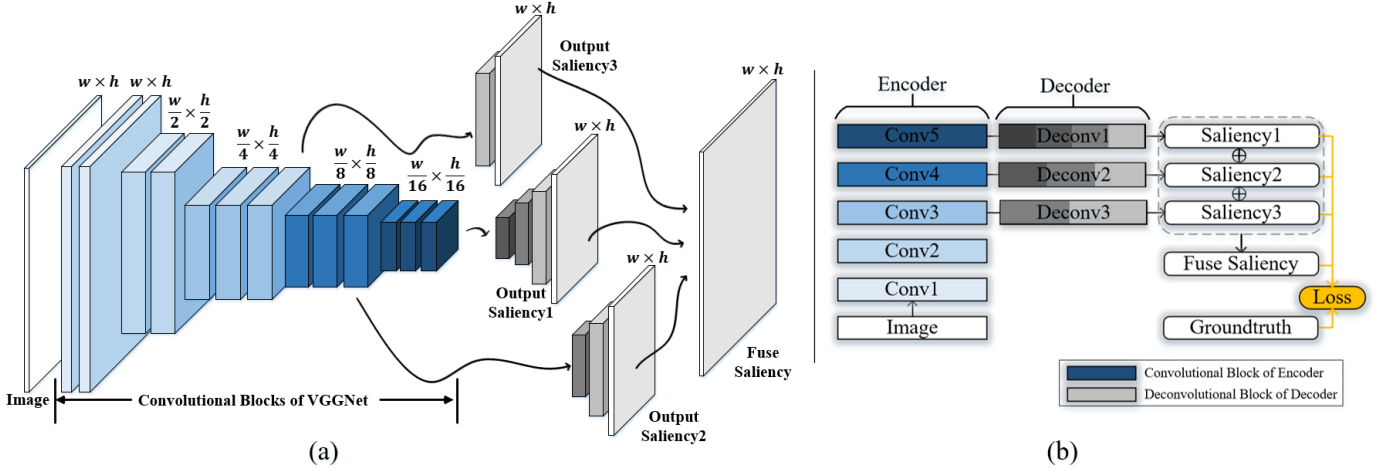 w × h
w × h
w/2 × h/2
w/4 × h/4
w/8 × h/8
w/16 × h/16
w × h
Output
Saliency3
w × h
Output
Saliency1
w × h
Output
Saliency2
w × h
Fuse
Saliency
Image
Convolutional Blocks of VGGNet
(a)
Encoder
Decoder
Conv5
Deconv1
Saliency1
⊕
Conv4
Deconv2
Saliency2
⊕
Conv3
Deconv3
Saliency3
Conv2
Fuse Saliency
Conv1
Loss
Image
Groundtruth
Convolutional Block of Encoder
Deconvolutional Block of Decoder
(b)